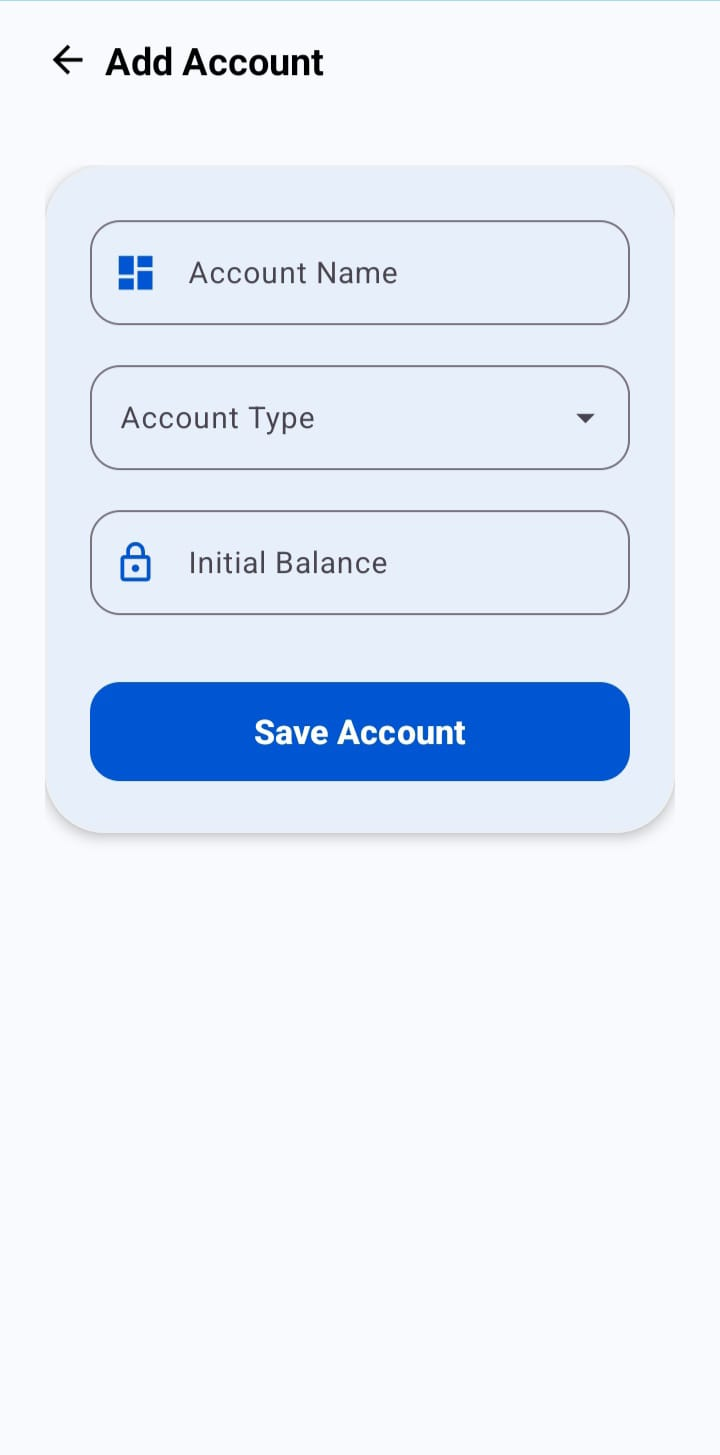 Add Account
Account Name
Account Type
Initial Balance
Save Account